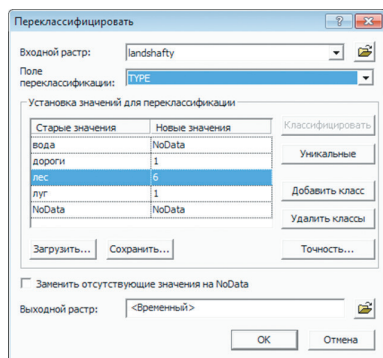 Переклассифицировать
Входной растр:
landshafty
Поле
переклассификации:
TYPE
Установка значений для переклассификации
Старые значения Новые значения
вода NoData
дороги 1
лес 6
луг 1
NoData NoData
Классифицировать
Уникальные
Добавить класс
Удалить классы
Загрузить... Сохранить... Точность...
Заменить отсутствующие значения на NoData
Выходной растр:
<Временный>
OK Отмена